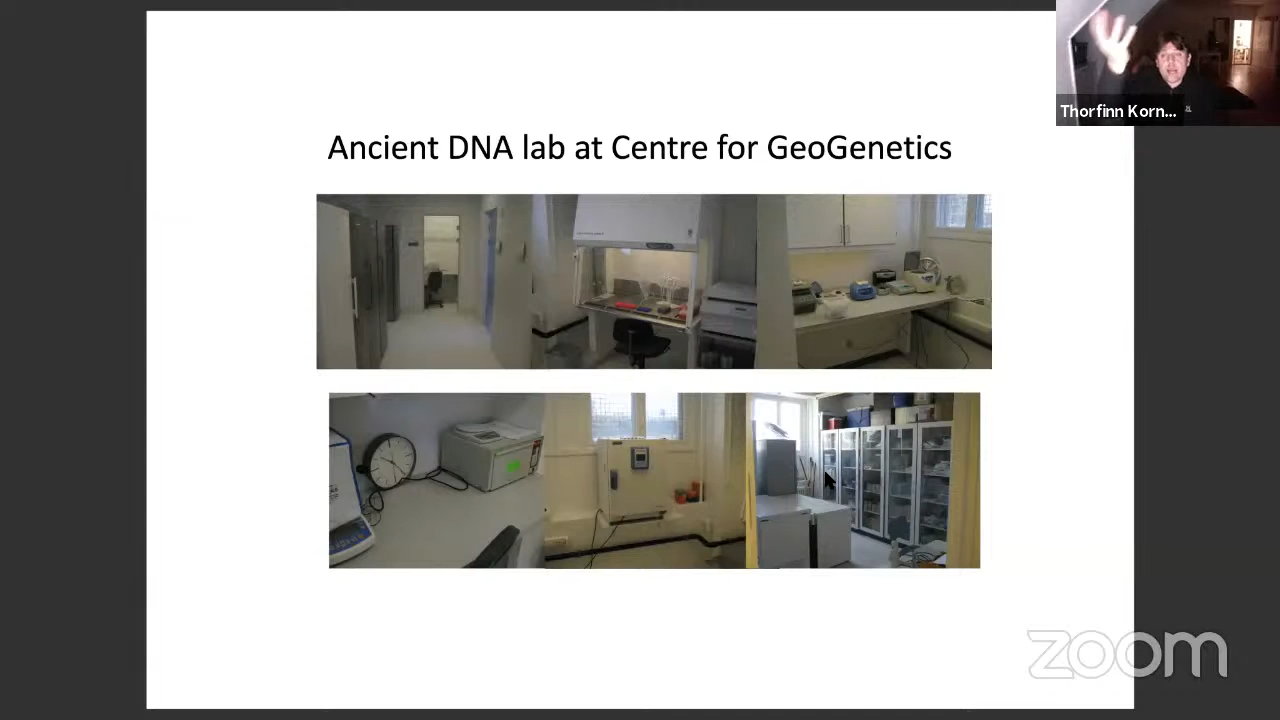 Ancient DNA lab at Centre for GeoGenetics
Thorfinn Korn...
zoom